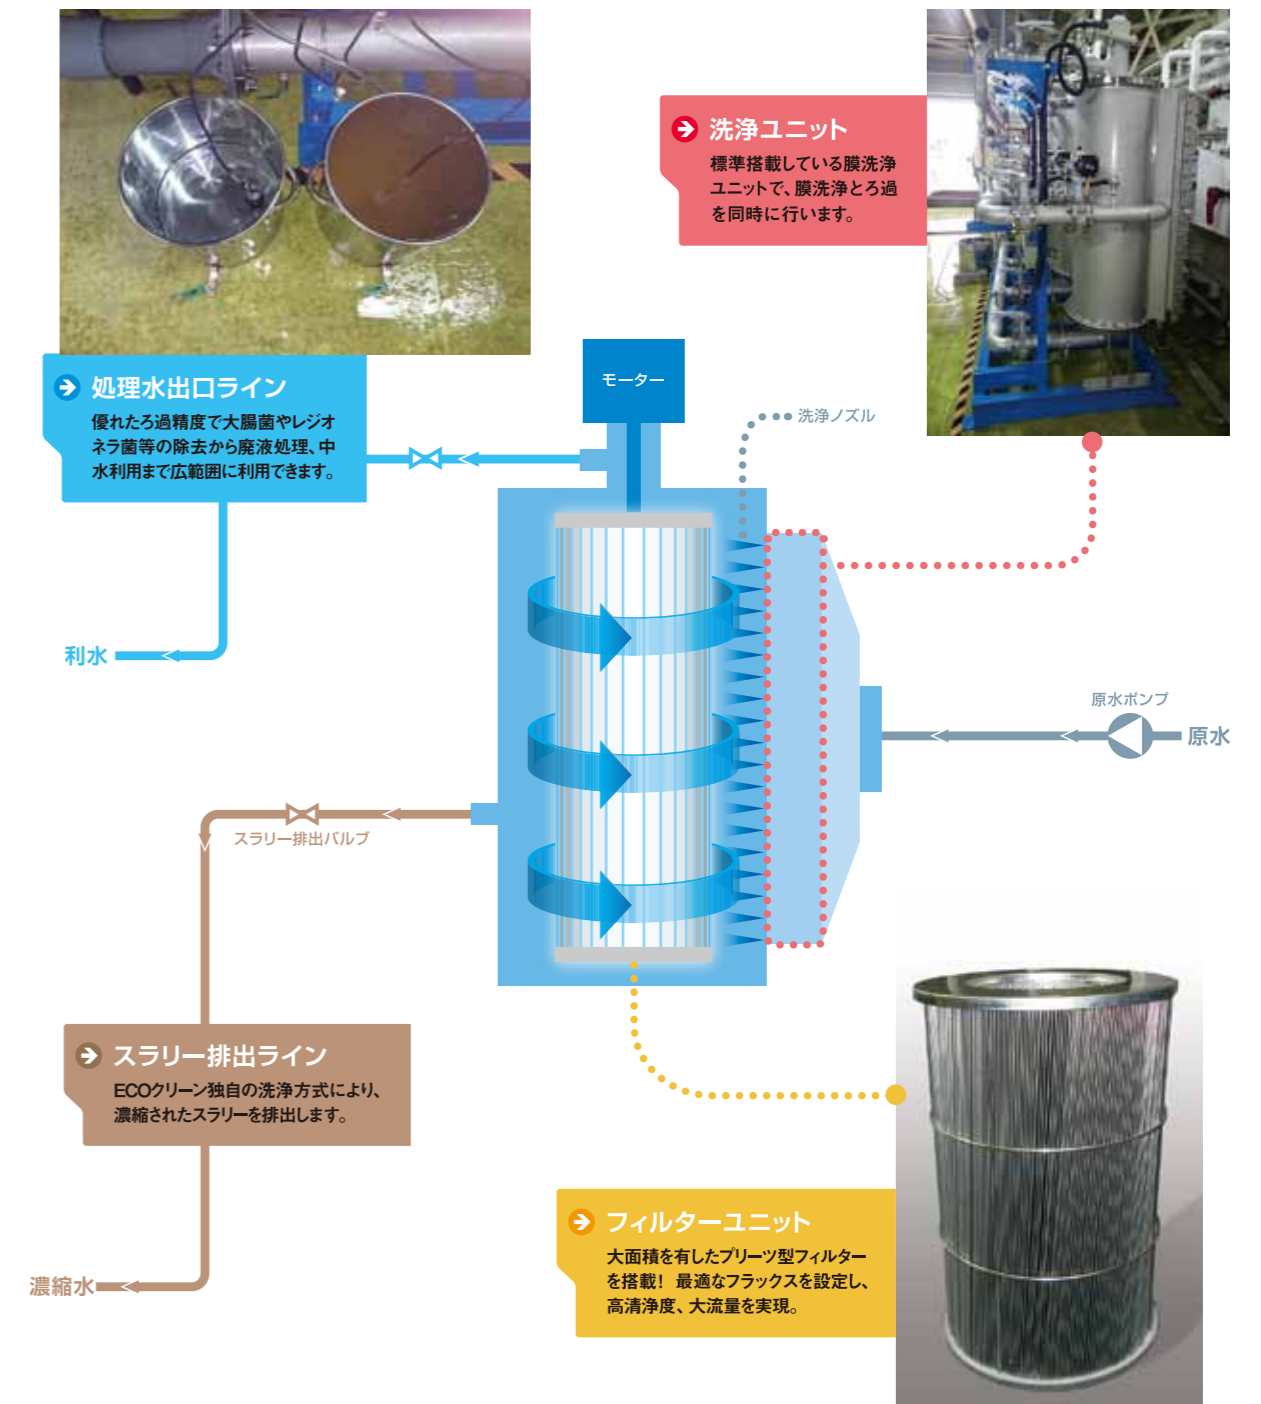 洗浄ユニット
標準搭載している膜洗浄
ユニットで、膜洗浄とろ過
を同時に行います。
処理水出口ライン
優れたろ過精度で大腸菌やレジオ
ネラ菌等の除去から廃液処理、中
水利用まで広範囲に利用できます。
モーター
洗浄ノズル
利水
原水ポンプ
原水
スラリー排出バルブ
スラリー排出ライン
ECOクリーン独自の洗浄方式により、
濃縮されたスラリーを排出します。
濃縮水
フィルターユニット
大面積を有したプリーツ型フィルター
を搭載！ 最適なフラックスを設定し、
高清浄度、大流量を実現。